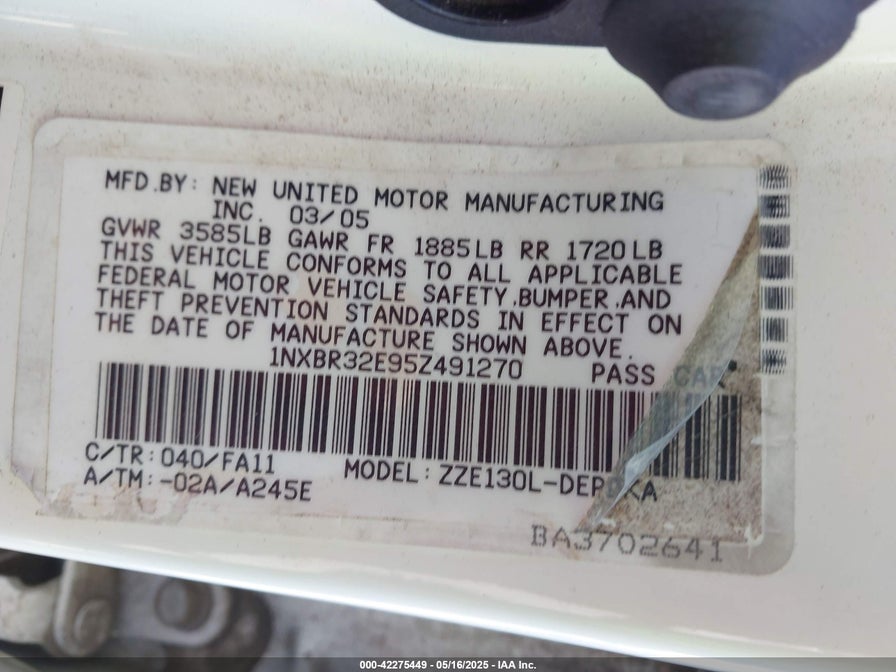 MFD.BY: NEW UNITED MOTOR MANUFACTURING
INC. 03/05
GVWR 3585LB GAWR FR 1885LB RR 1720LB
THIS VEHICLE CONFORMS TO ALL APPLICABLE
FEDERAL MOTOR VEHICLE SAFETY,BUMPER,AND
THEFT PREVENTION STANDARDS IN EFFECT ON
THE DATE OF MANUFACTURE SHOWN ABOVE.
1NXBR32E95Z491270 PASS CAR
C/TR:040/FA11 MODEL:ZZE130L-DEP
A/TM:-02A/A245E
BA3702641
000-42275449 - 05/16/2025 - IAA Inc.